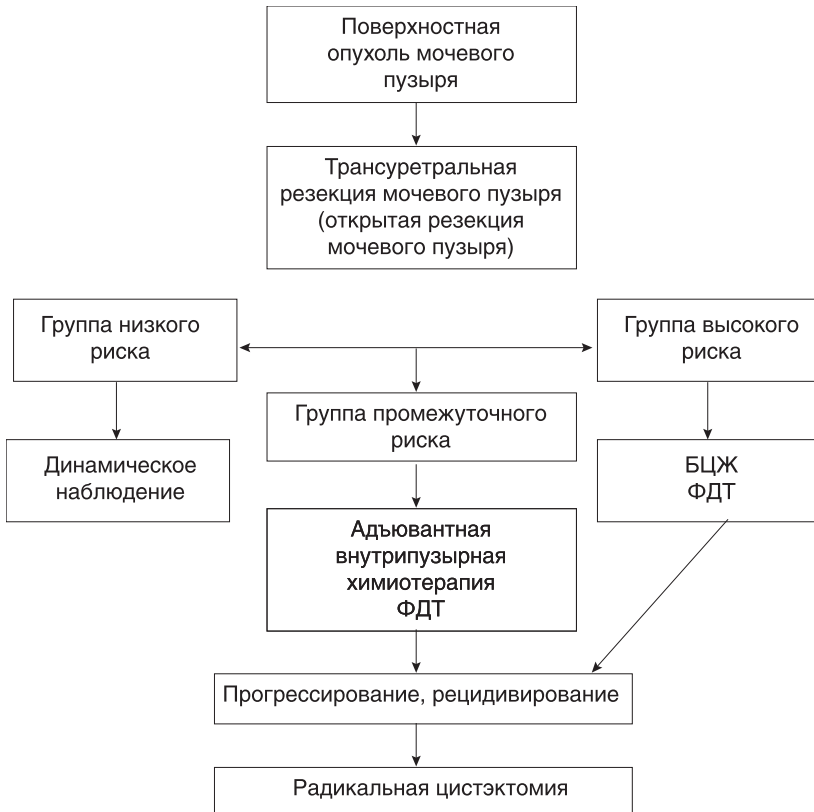 Поверхностная
опухоль мочевого
пузыря
Трансуретральная
резекция мочевого пузыря
(открытая резекция
мочевого пузыря)
Группа низкого
риска
Группа высокого
риска
Группа промежуточного
риска
Динамическое
наблюдение
БЦЖ
ФДТ
Адъювантная
внутрипузырная
химиотерапия
ФДТ
Прогрессирование, рецидивирование
Радикальная цистэктомия